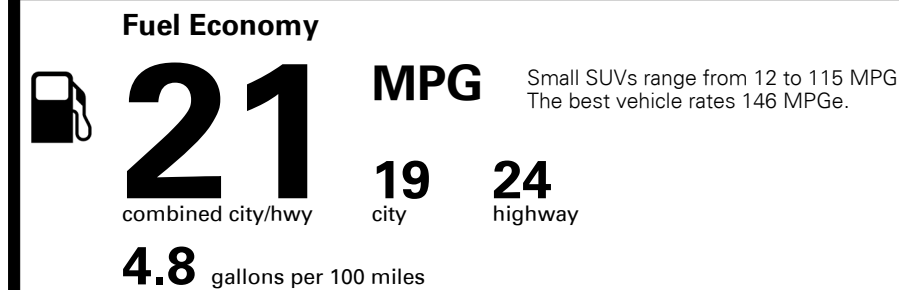 Fuel Economy
21 MPG
Small SUVs range from 12 to 115 MPG
The best vehicle rates 146 MPGe.
19 24
combined city/hwy city highway
4.8 gallons per 100 miles